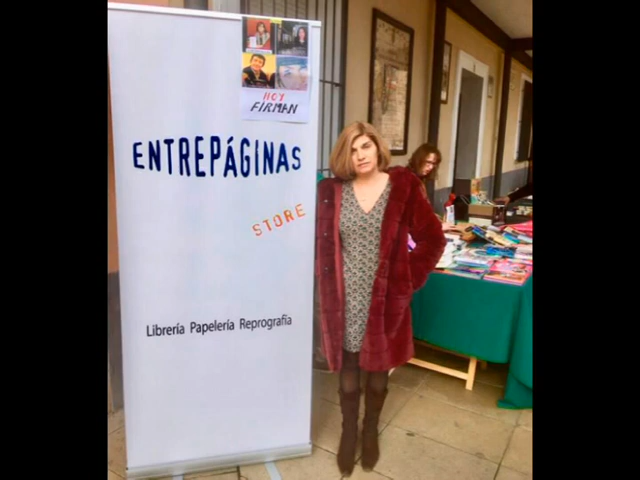 HOY
FIRMAN
ENTREPÁGINAS
STORE
Librería Papelería Reprografía